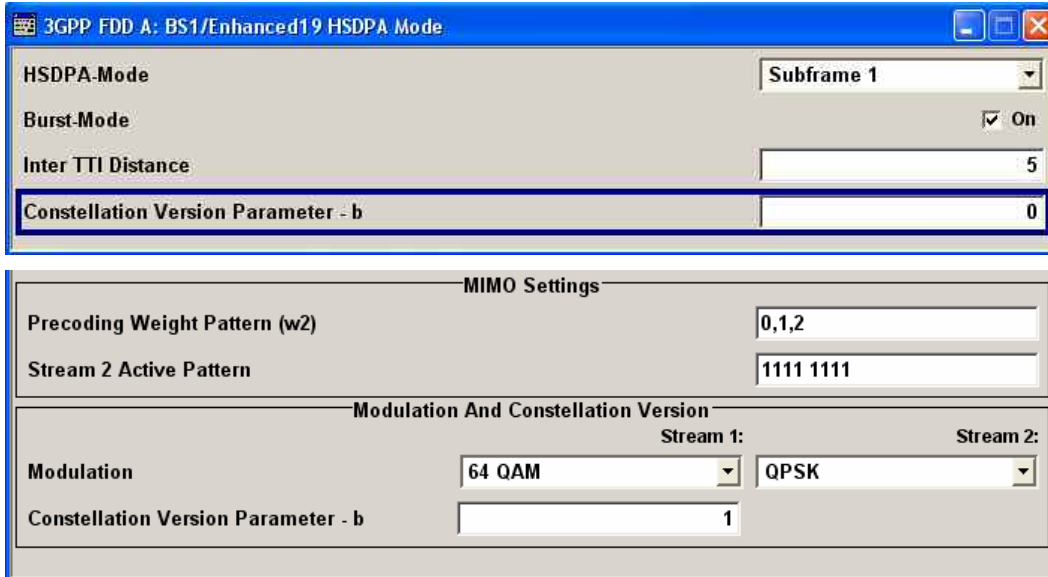 3GPP FDD A: BS1/Enhanced19 HSDPA Mode
HSDPA-Mode Subframe 1
Burst-Mode On
Inter TTI Distance 5
Constellation Version Parameter - b 0
MIMO Settings
Precoding Weight Pattern (w2) 0,1,2
Stream 2 Active Pattern 1111 1111
Modulation And Constellation Version
Stream 1: Stream 2:
Modulation 64 QAM QPSK
Constellation Version Parameter - b 1